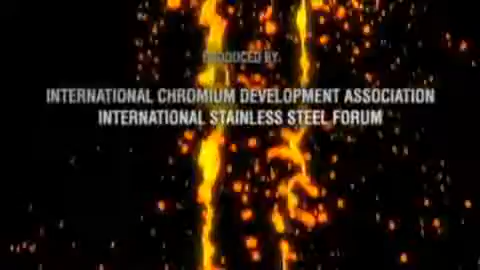 PRODUCED BY
INTERNATIONAL CHROMIUM DEVELOPMENT ASSOCIATION
INTERNATIONAL STAINLESS STEEL FORUM